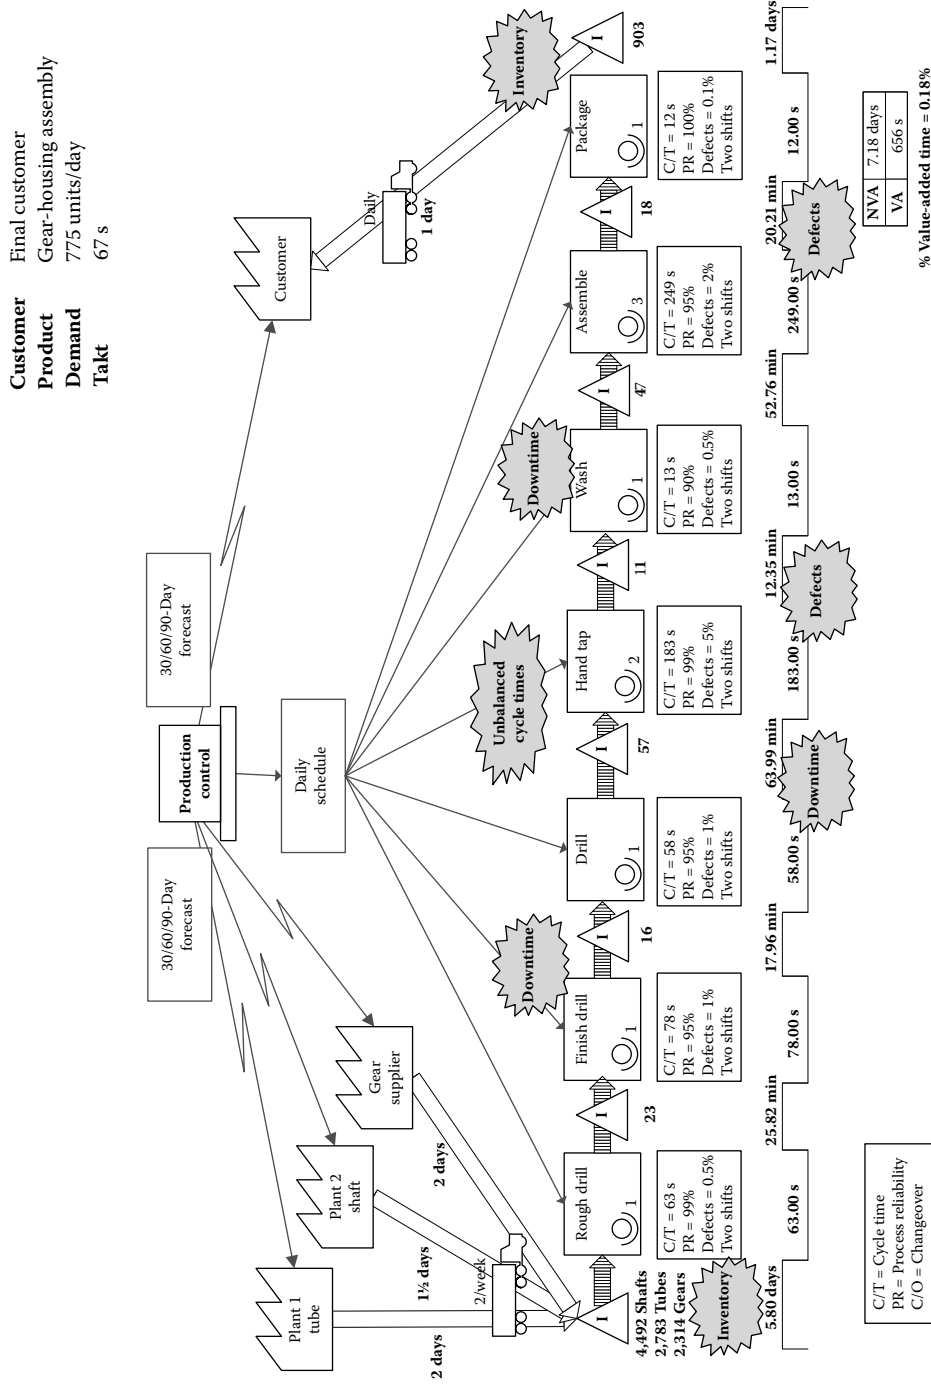 Customer Final customer
Product Gear-housing assembly
Demand 775 units/day
Takt 67 s
30/60/90-Day
forecast
Production
control
30/60/90-Day
forecast
Daily
schedule
Plant 1
tube
Plant 2
shaft
Gear
supplier
Customer
2 days
1½ days
2 days
2/week
Daily
1 day
Downtime
Unbalanced
cycle times
Downtime
Inventory
I
4,492 Shafts
2,783 Tubes
2,314 Gears
Inventory
Rough drill
1
C/T = 63 s
PR = 99%
Defects = 0.5%
Two shifts
I
23
Finish drill
1
C/T = 78 s
PR = 95%
Defects = 1%
Two shifts
I
16
Drill
1
C/T = 58 s
PR = 95%
Defects = 1%
Two shifts
I
57
Hand tap
2
C/T = 183 s
PR = 99%
Defects = 5%
Two shifts
I
11
Wash
1
C/T = 13 s
PR = 90%
Defects = 0.5%
Two shifts
I
47
Assemble
3
C/T = 249 s
PR = 95%
Defects = 2%
Two shifts
I
18
Package
1
C/T = 12 s
PR = 100%
Defects = 0.1%
Two shifts
I
903
5.80 days
63.00 s
25.82 min
78.00 s
17.96 min
58.00 s
63.99 min
183.00 s
12.35 min
13.00 s
52.76 min
249.00 s
20.21 min
12.00 s
1.17 days
Downtime
Defects
Defects
C/T = Cycle time
PR = Process reliability
C/O = Changeover
NVA 7.18 days
VA 656 s
% Value-added time = 0.18%